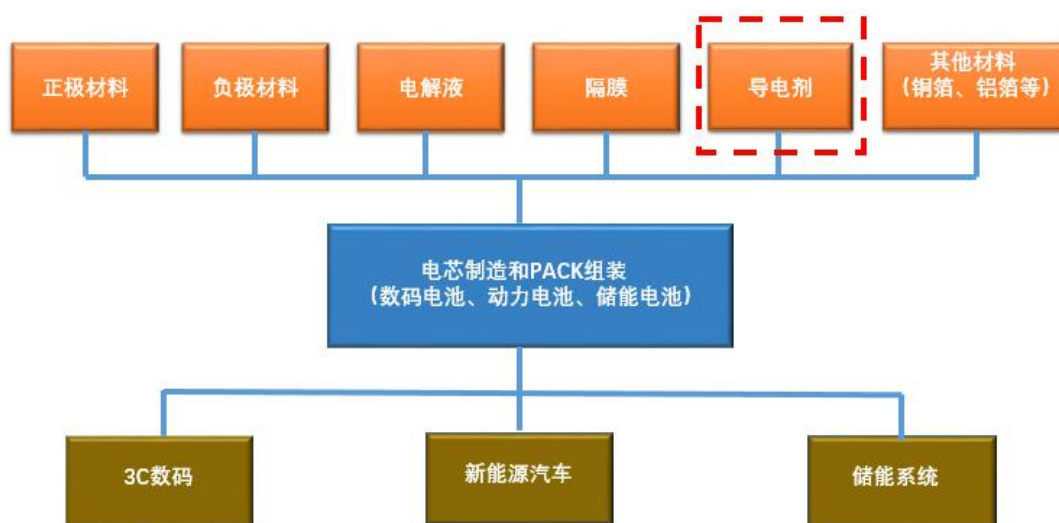 正极材料
负极材料
电解液
隔膜
导电剂
其他材料
(铜箔、铝箔等)
电芯制造和PACK组装
(数码电池、动力电池、储能电池)
3C数码
新能源汽车
储能系统